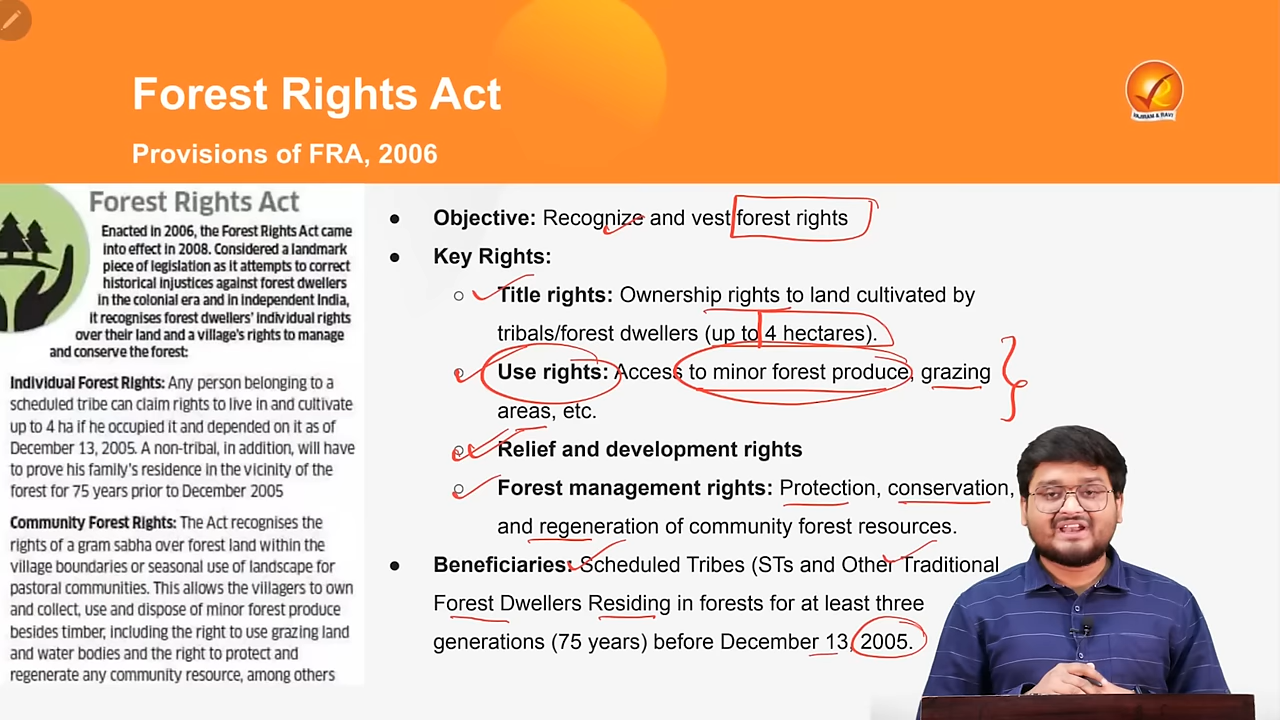 Forest Rights Act
Provisions of FRA, 2006
VAJIRAM & RAVI
Forest Rights Act
Enacted in 2006, the Forest Rights Act came
into effect in 2008. Considered a landmark
piece of legislation as it attempts to correct
historical injustices against forest dwellers
in the colonial era and in independent India,
it recognises forest dwellers' individual rights
over their land and a village's rights to manage
and conserve the forest:
Individual Forest Rights: Any person belonging to a
scheduled tribe can claim rights to live in and cultivate
up to 4 ha if he occupied it and depended on it as of
December 13, 2005. A non-tribal, in addition, will have
to prove his family's residence in the vicinity of the
forest for 75 years prior to December 2005
Community Forest Rights: The Act recognises the
rights of a gram sabha over forest land within the
village boundaries or seasonal use of landscape for
pastoral communities. This allows the villagers to own
and collect, use and dispose of minor forest produce
besides timber, including the right to use grazing land
and water bodies and the right to protect and
regenerate any community resource, among others
● Objective: Recognize and vest forest rights
● Key Rights:
○ Title rights: Ownership rights to land cultivated by
tribals/forest dwellers (up to 4 hectares).
○ Use rights: Access to minor forest produce, grazing
areas, etc.
○ Relief and development rights
○ Forest management rights: Protection, conservation,
and regeneration of community forest resources.
● Beneficiaries: Scheduled Tribes (STs and Other Traditional
Forest Dwellers Residing in forests for at least three
generations (75 years) before December 13, 2005.